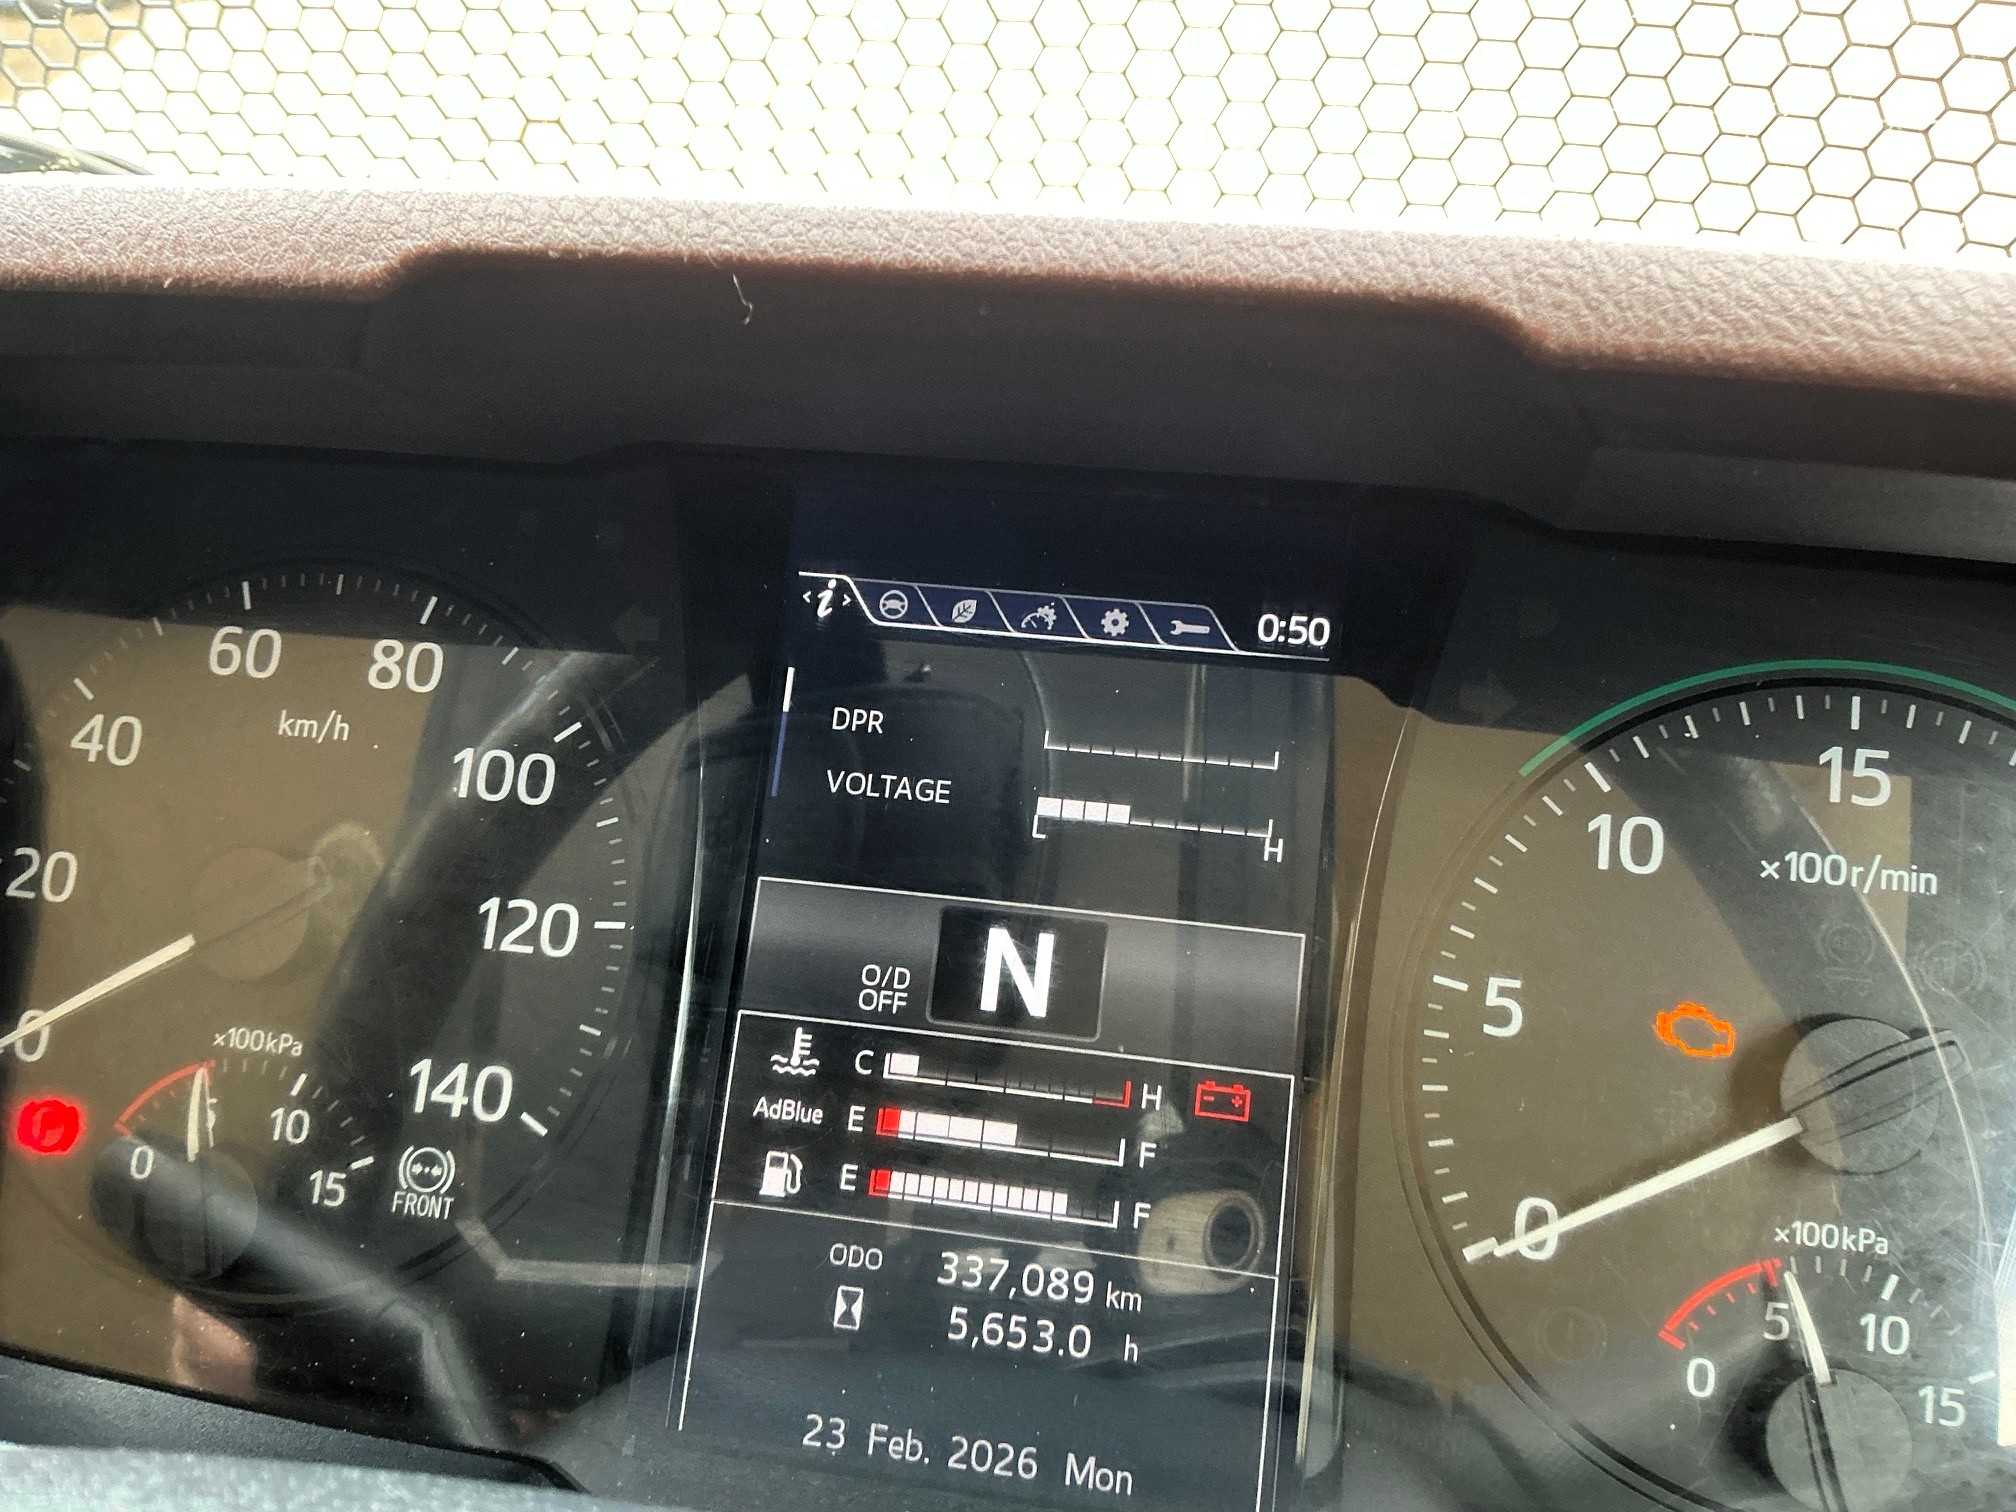 0:50
DPR
VOLTAGE
L H
O/D
OFF
N
C H
AdBlue E F
E F
ODO 337,089 km
5,653.0 h
23 Feb. 2026 Mon
0
20
40
60
80
100
120
140
km/h
×100kPa
0
5
10
15
FRONT
0
5
10
15
×100r/min
×100kPa
0
5
10
15